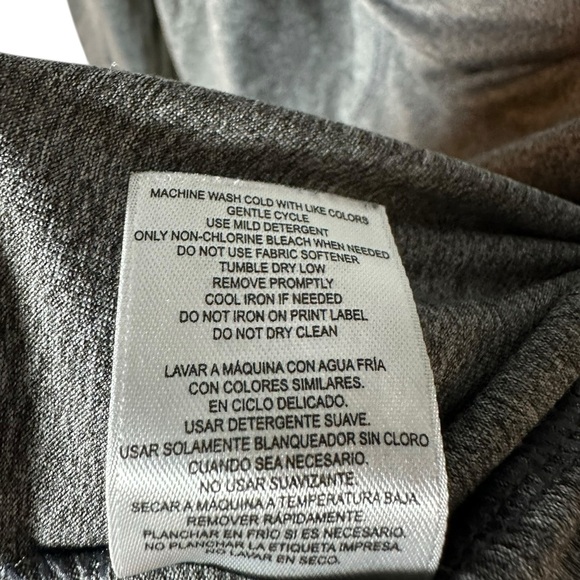 MACHINE WASH COLD WITH LIKE COLORS
GENTLE CYCLE
USE MILD DETERGENT
ONLY NON-CHLORINE BLEACH WHEN NEEDED
DO NOT USE FABRIC SOFTENER
TUMBLE DRY LOW
REMOVE PROMPTLY
COOL IRON IF NEEDED
DO NOT IRON ON PRINT LABEL
DO NOT DRY CLEAN
LAVAR A MÁQUINA CON AGUA FRÍA
CON COLORES SIMILARES.
EN CICLO DELICADO.
USAR DETERGENTE SUAVE.
USAR SOLAMENTE BLANQUEADOR SIN CLORO
CUANDO SEA NECESARIO.
NO USAR SUAVIZANTE.
SECAR A MÁQUINA A TEMPERATURA BAJA
REMOVER RÁPIDAMENTE.
PLANCHAR EN FRÍO SI ES NECESARIO.
NO PLANCHAR LA ETIQUETA IMPRESA.
NO LAVAR EN SECO.